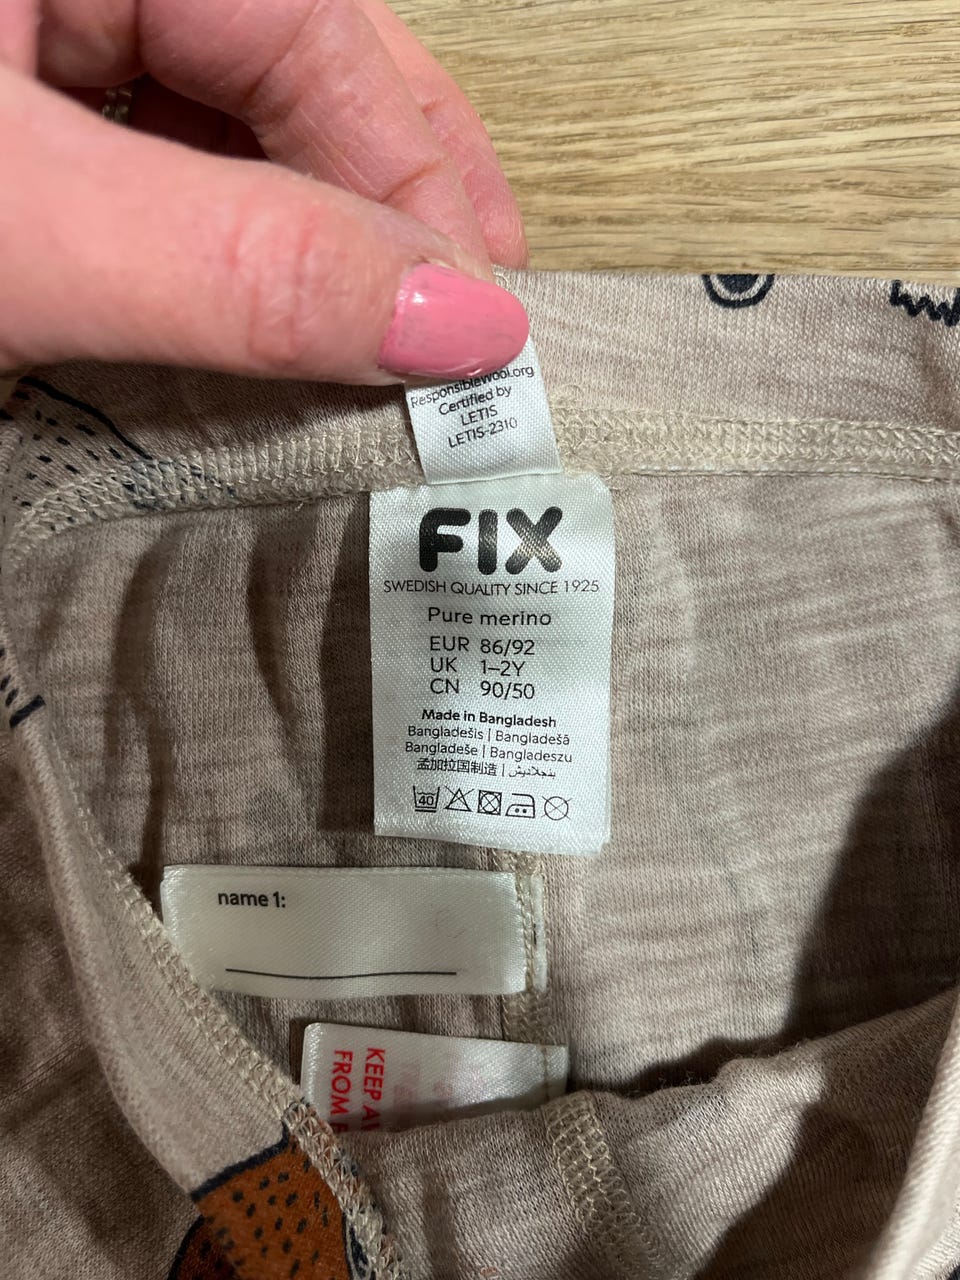 Responsiblewool.org
Certified by
LETIS
LETIS-2310
FIX
SWEDISH QUALITY SINCE 1925
Pure merino
EUR 86/92
UK 1–2Y
CN 90/50
Made in Bangladesh
Bangladešis | Bangladešā
Bangladeše | Bangladeszu
孟加拉国制造 | بنجلاديش
40
name 1:
KEEP
FROM